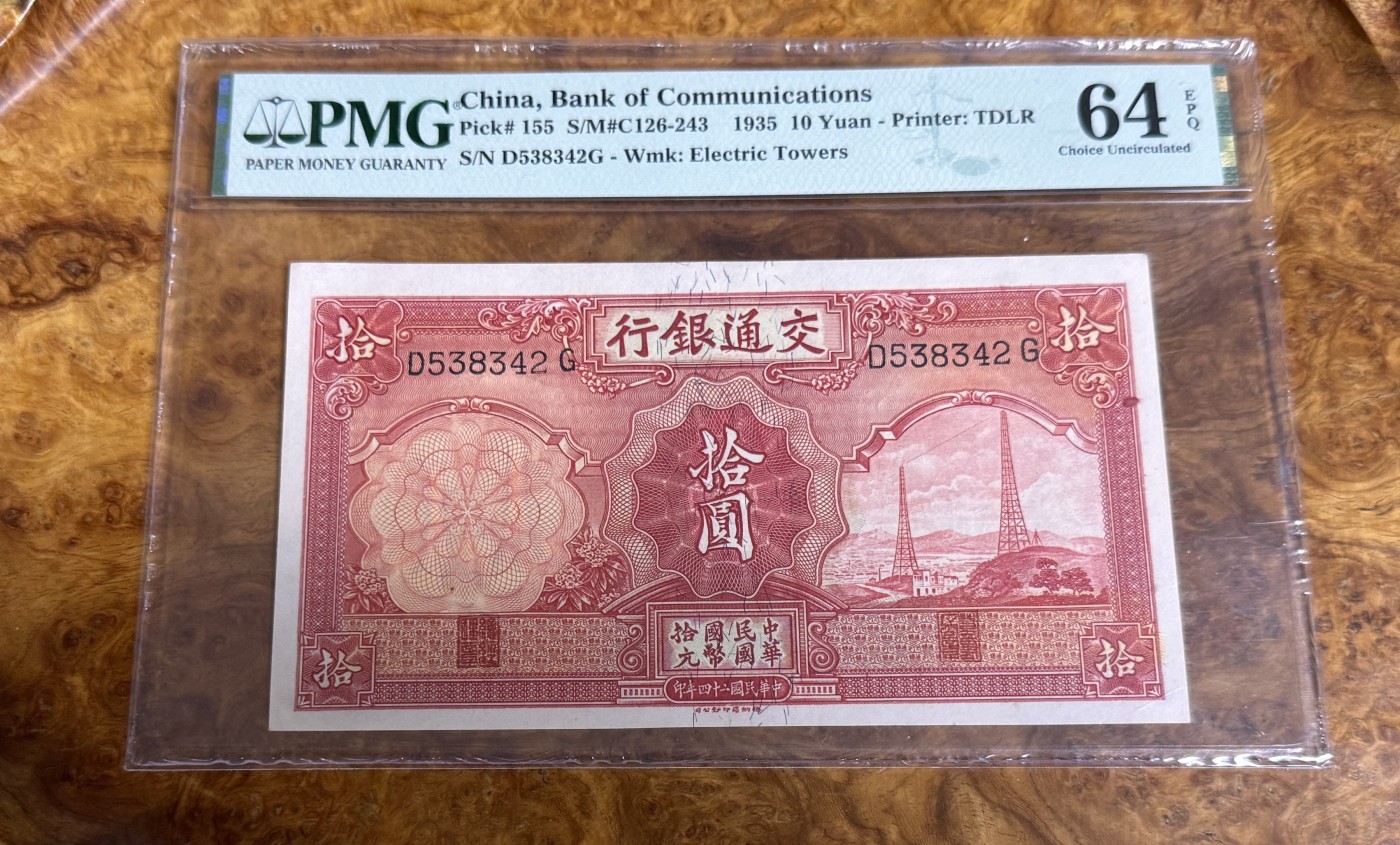 PMG
PAPER MONEY GUARANTY
China, Bank of Communications
Pick# 155 S/M#C126-243 1935 10 Yuan - Printer: TDLR
S/N D538342G - Wmk: Electric Towers
64 EPQ
Choice Uncirculated
行銀通交
拾
拾
D538342 G
D538342 G
拾圓
中華
民國
國幣
拾元
拾
拾
印年四十二國民華中